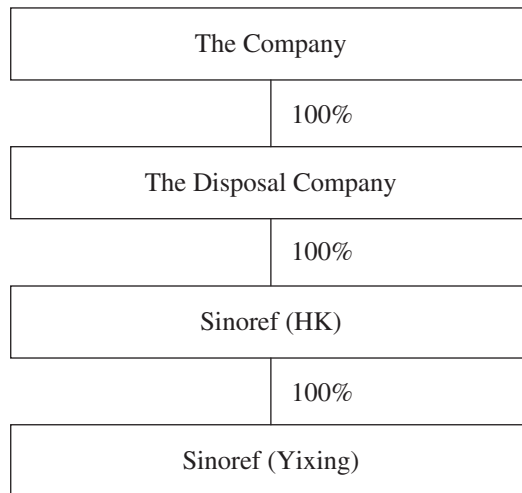 The Company
100%
The Disposal Company
100%
Sinoref (HK)
100%
Sinoref (Yixing)